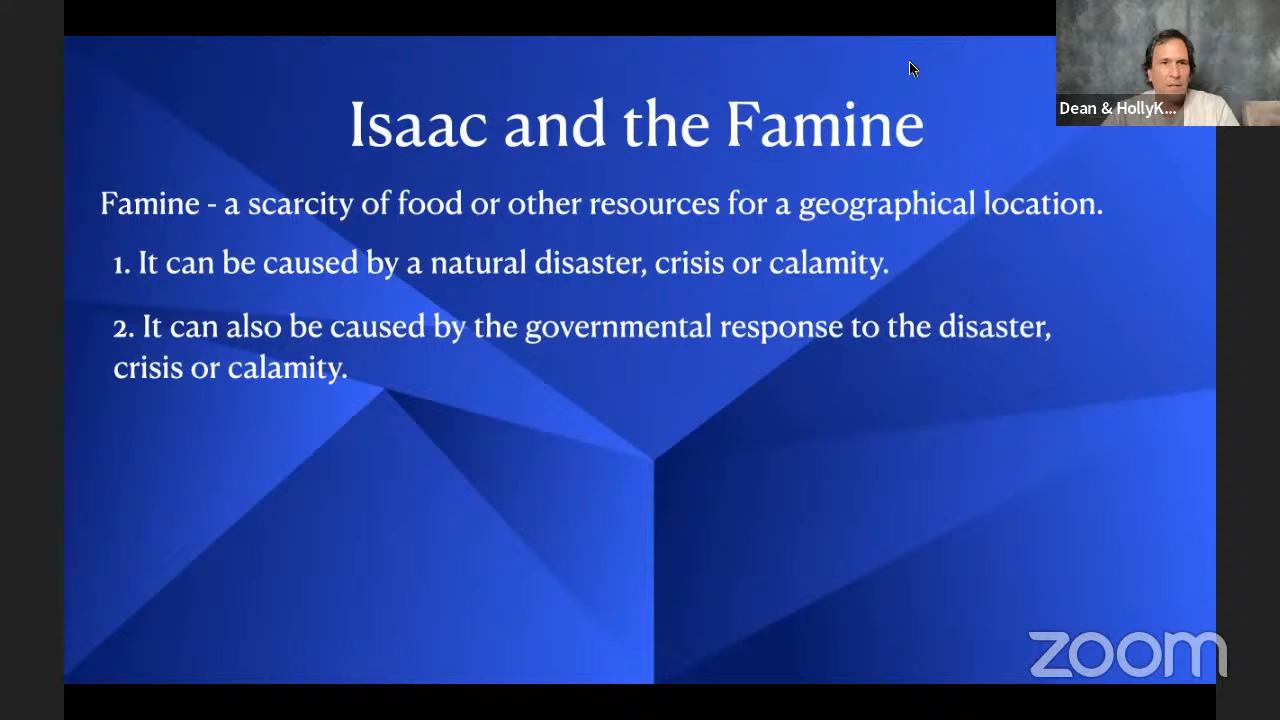 Isaac and the Famine
Dean & HollyK...
Famine - a scarcity of food or other resources for a geographical location.
1. It can be caused by a natural disaster, crisis or calamity.
2. It can also be caused by the governmental response to the disaster,
crisis or calamity.
zoom